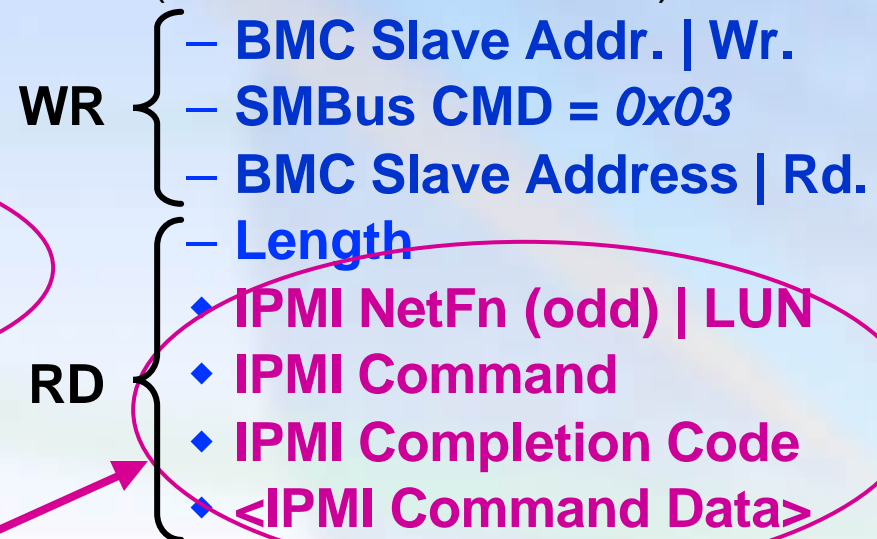 – BMC Slave Addr. | Wr.
WR – SMBus CMD = 0x03
– BMC Slave Address | Rd.
– Length
◆ IPMI NetFn (odd) | LUN
RD ◆ IPMI Command
◆ IPMI Completion Code
◆ <IPMI Command Data>